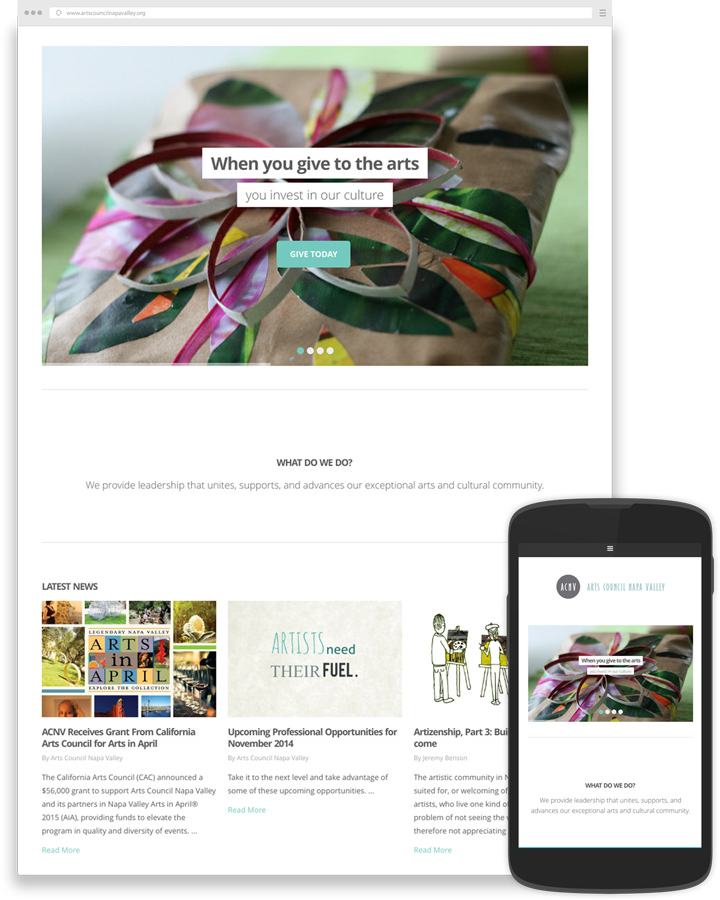 www.artscouncilnapavalley.org
When you give to the arts
you invest in our culture
GIVE TODAY
WHAT DO WE DO?
We provide leadership that unites, supports, and advances our exceptional arts and cultural community.
LATEST NEWS
LEGENDARY NAPA VALLEY
ARTS
in
APRIL
EXPLORE THE COLLECTION
ARTISTS need
THEIR FUEL.
ACNV Receives Grant From California
Arts Council for Arts in April
By Arts Council Napa Valley
The California Arts Council (CAC) announced a
$56,000 grant to support Arts Council Napa Valley
and its partners in Napa Valley Arts in April®
2015 (AiA), providing funds to elevate the
program in quality and diversity of events. ...
Read More
Upcoming Professional Opportunities for
November 2014
By Arts Council Napa Valley
Take it to the next level and take advantage of
some of these upcoming opportunities. ...
Read More
Artizenship, Part 3: Bui
come
By Jeremy Benson
The artistic community in N
suited for, or welcoming of
artists, who live one kind of
problem of not seeing the
therefore not appreciating
Read More
ACNV
ARTS COUNCIL NAPA VALLEY
When you give to the arts
you invest in our culture
WHAT DO WE DO?
We provide leadership that unites, supports, and
advances our exceptional arts and cultural community.